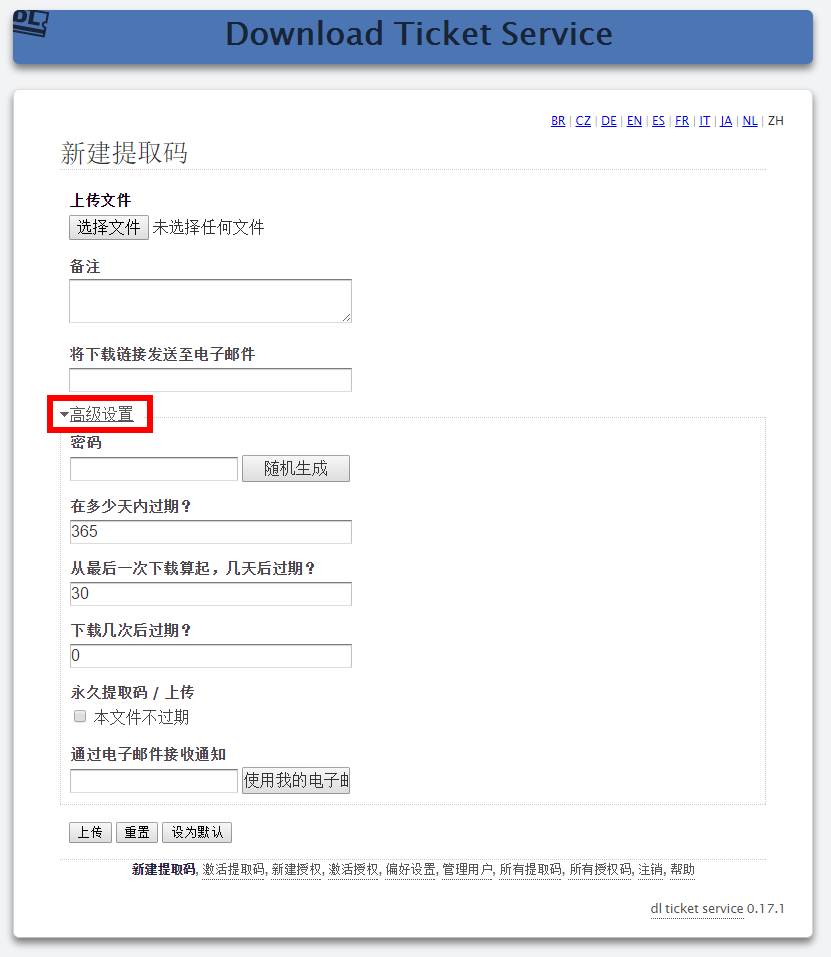 DL
Download Ticket Service
BR | CZ | DE | EN | ES | FR | IT | JA | NL | ZH
新建提取码
上传文件
选择文件 未选择任何文件
备注
将下载链接发送至电子邮件
高级设置
密码
随机生成
在多少天内过期？
365
从最后一次下载算起，几天后过期？
30
下载几次后过期？
0
永久提取码 / 上传
本文件不过期
通过电子邮件接收通知
使用我的电子邮
上传 重置 设为默认
新建提取码, 激活提取码, 新建授权, 激活授权, 偏好设置, 管理用户, 所有提取码, 所有授权码, 注销, 帮助
dl ticket service 0.17.1